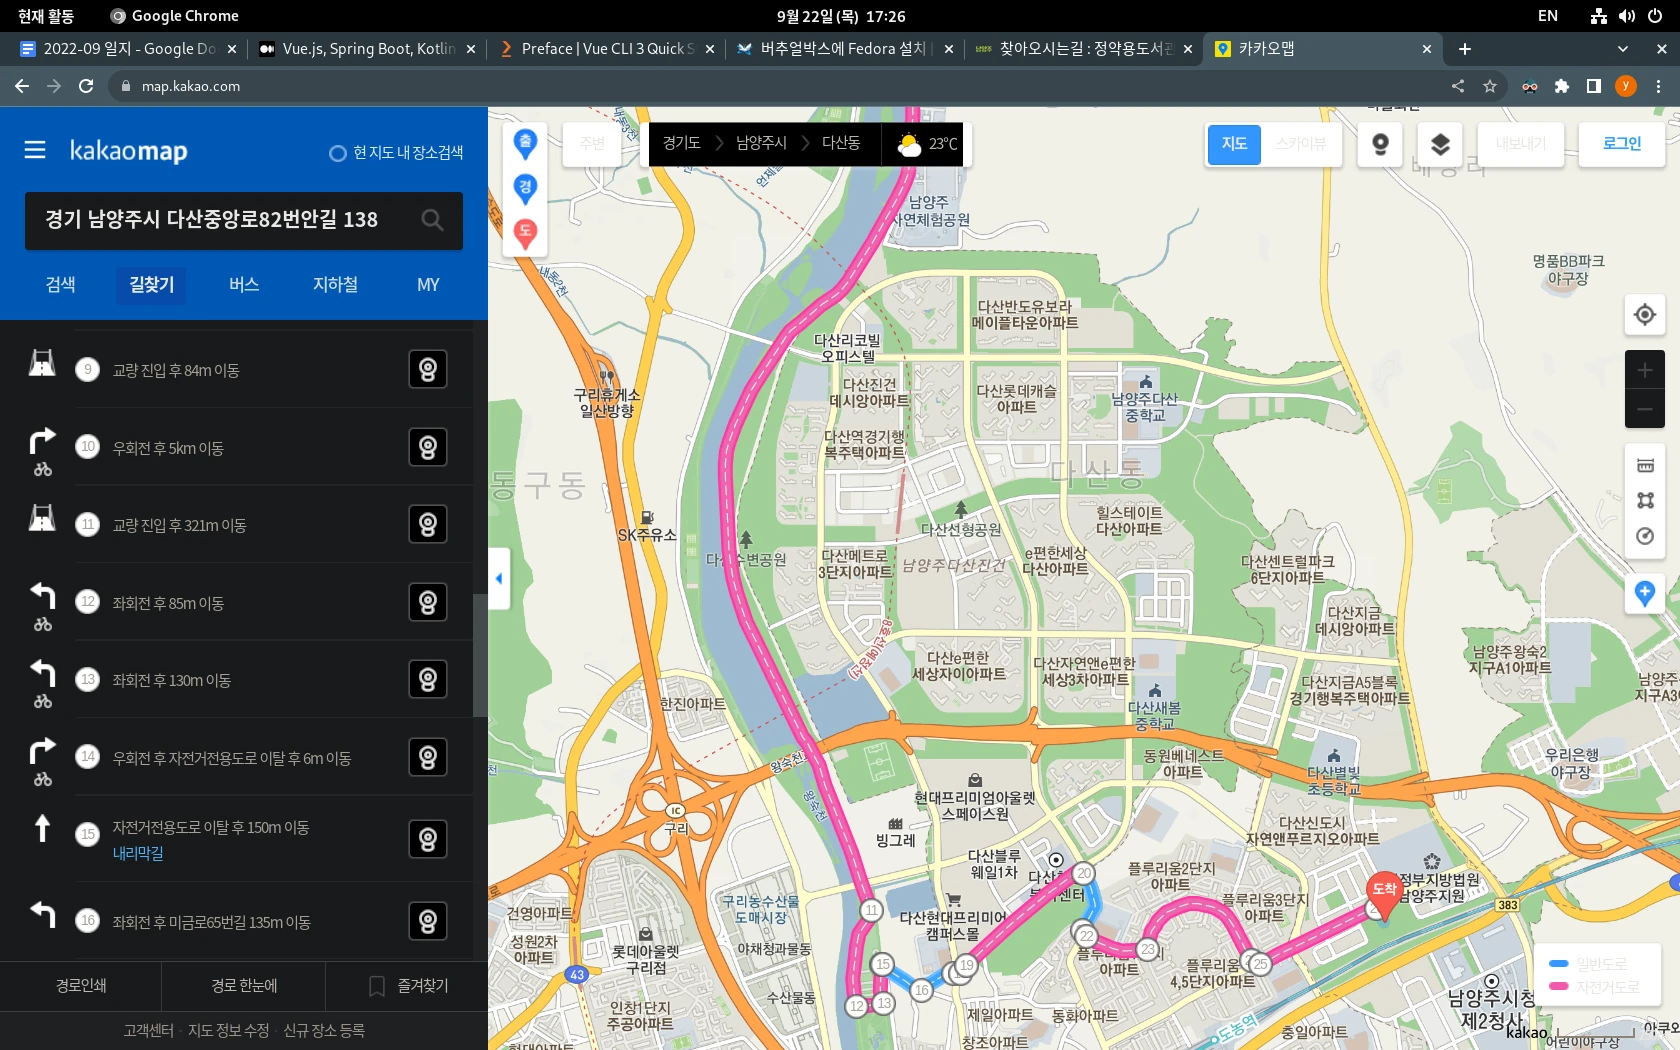 현재 활동
Google Chrome
9월 22일 (목) 17:26
EN
2022-09 일지 - Google Do
Vue.js, Spring Boot, Kotlin
Preface | Vue CLI 3 Quick S
버추얼박스에 Fedora 설치
찾아오시는길 : 정약용도서관
카카오맵
map.kakao.com
y
kakaomap
현 지도 내 장소검색
경기 남양주시 다산중앙로82번안길 138
검색
길찾기
버스
지하철
MY
9
교량 진입 후 84m 이동
10
우회전 후 5km 이동
11
교량 진입 후 321m 이동
12
좌회전 후 85m 이동
13
좌회전 후 130m 이동
14
우회전 후 자전거전용도로 이탈 후 6m 이동
15
자전거전용도로 이탈 후 150m 이동
내리막길
16
좌회전 후 미금로65번길 135m 이동
경로인쇄
경로 한눈에
즐겨찾기
고객센터 · 지도 정보 수정 · 신규 장소 등록
출
경
도
주변
경기도
남양주시
다산동
23℃
지도
스카이뷰
내보내기
로그인
배양리
남양주
자연체험공원
내동2천
명품BB파크
야구장
다산반도유보라
메이플타운아파트
다산리코빌
오피스텔
구리휴게소
일산방향
다산진건
데시앙아파트
다산롯데캐슬
아파트
남양주다산
중학교
다산역경기행
복주택아파트
동구동
다산동
SK주유소
다산수변공원
다산선형공원
힐스테이트
다산아파트
다산메트로
3단지아파트
남양주다산진건
e편한세상
다산아파트
다산센트럴파크
6단지아파트
다산지금
데시앙아파트
8호선(예정선)
다산e편한
세상자이아파트
다산자연앤e편한
세상3차아파트
남양주왕숙2
지구A1아파트
남양주
지구A3
다산지금A5블록
경기행복주택아파트
한진아파트
다산새봄
중학교
왕숙천
왕숙천
동원베네스트
아파트
다산별빛
초등학교
우리은행
야구장
IC
구리
현대프리미엄아울렛
스페이스원
빙그레
다산신도시
자연앤푸르지오아파트
다산블루
웨일1차
플루리움2단지
아파트
플루리움3단지
아파트
의정부지방법원
남양주지원
도착
383
건영아파트
구리농수산물
도매시장
다산현대프리미어
캠퍼스몰
성원2차
아파트
롯데아울렛
구리점
야채청과물동
43
수산물동
인창1단지
주공아파트
현대아파트
제일아파트
동화아파트
창조아파트
4,5단지아파트
충일아파트
도농역
남양주시청
제2청사
어린이야구장
11
12
13
15
16
19
20
22
23
25
일반도로
자전거도로
kakao